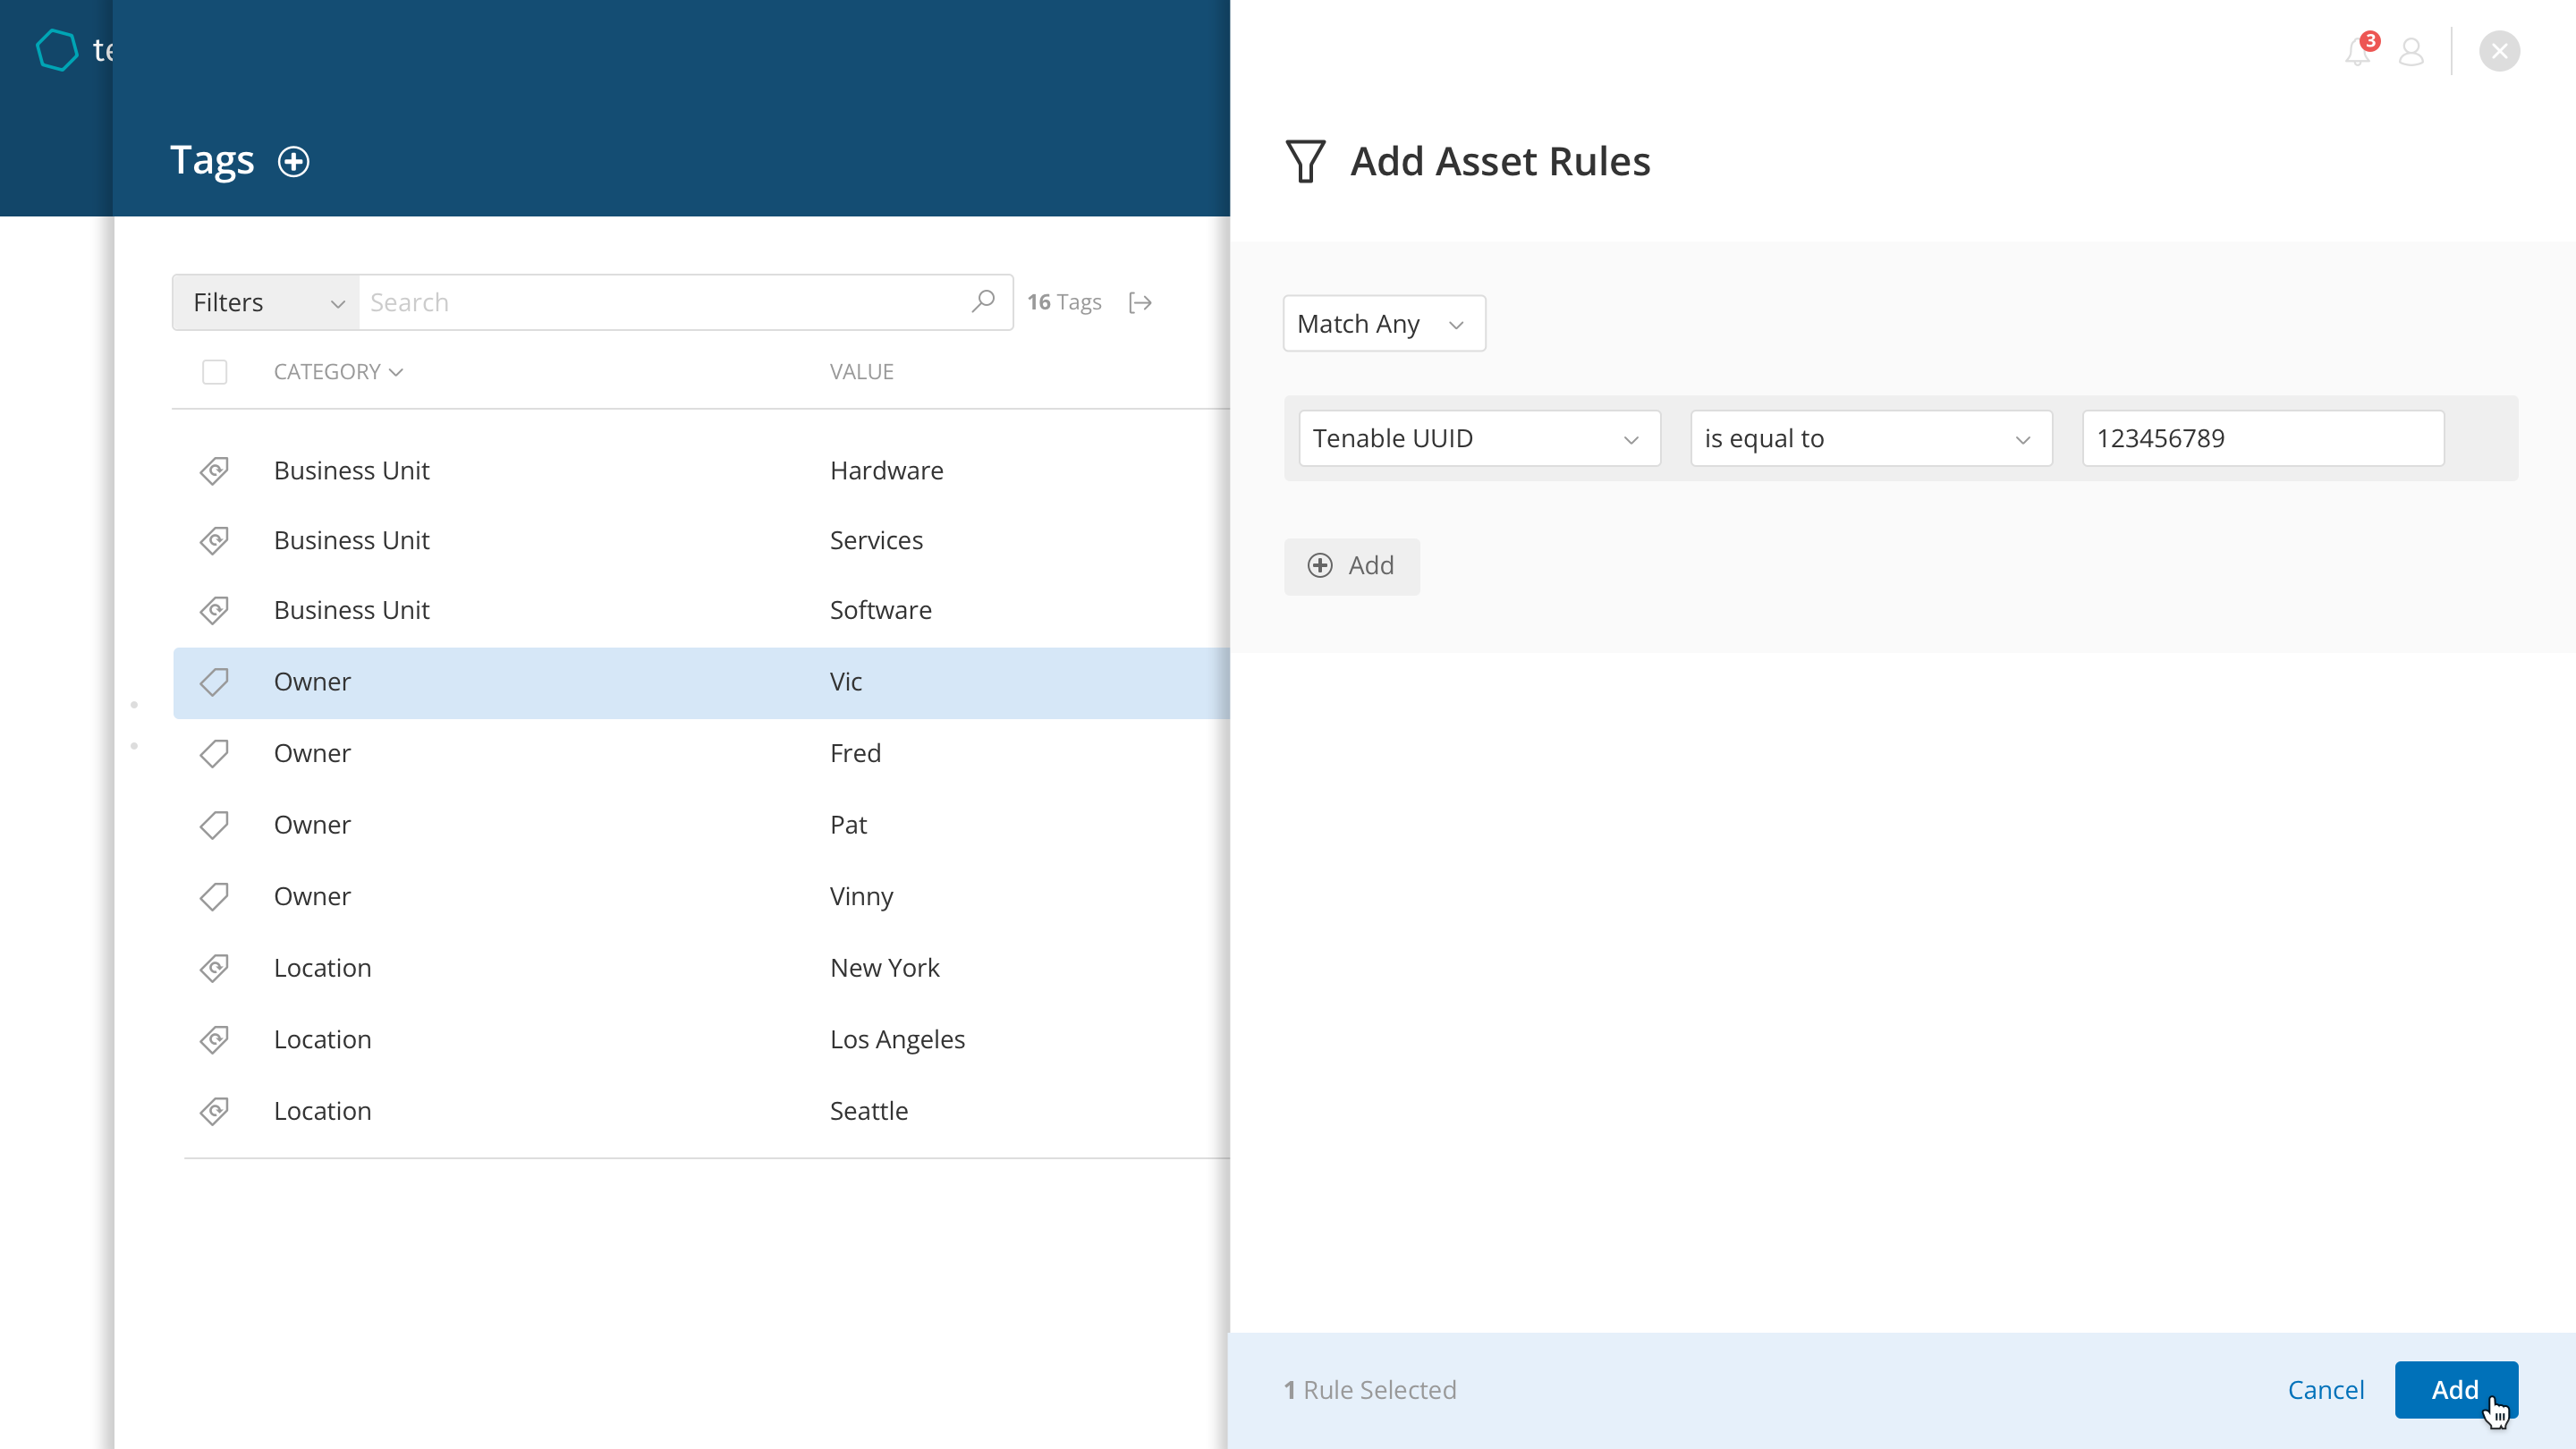 te
3
Tags
Add Asset Rules
Filters
Search
16 Tags
Match Any
CATEGORY
VALUE
Tenable UUID
is equal to
123456789
Business Unit
Hardware
Business Unit
Services
Add
Business Unit
Software
Owner
Vic
Owner
Fred
Owner
Pat
Owner
Vinny
Location
New York
Location
Los Angeles
Location
Seattle
1 Rule Selected
Cancel
Add